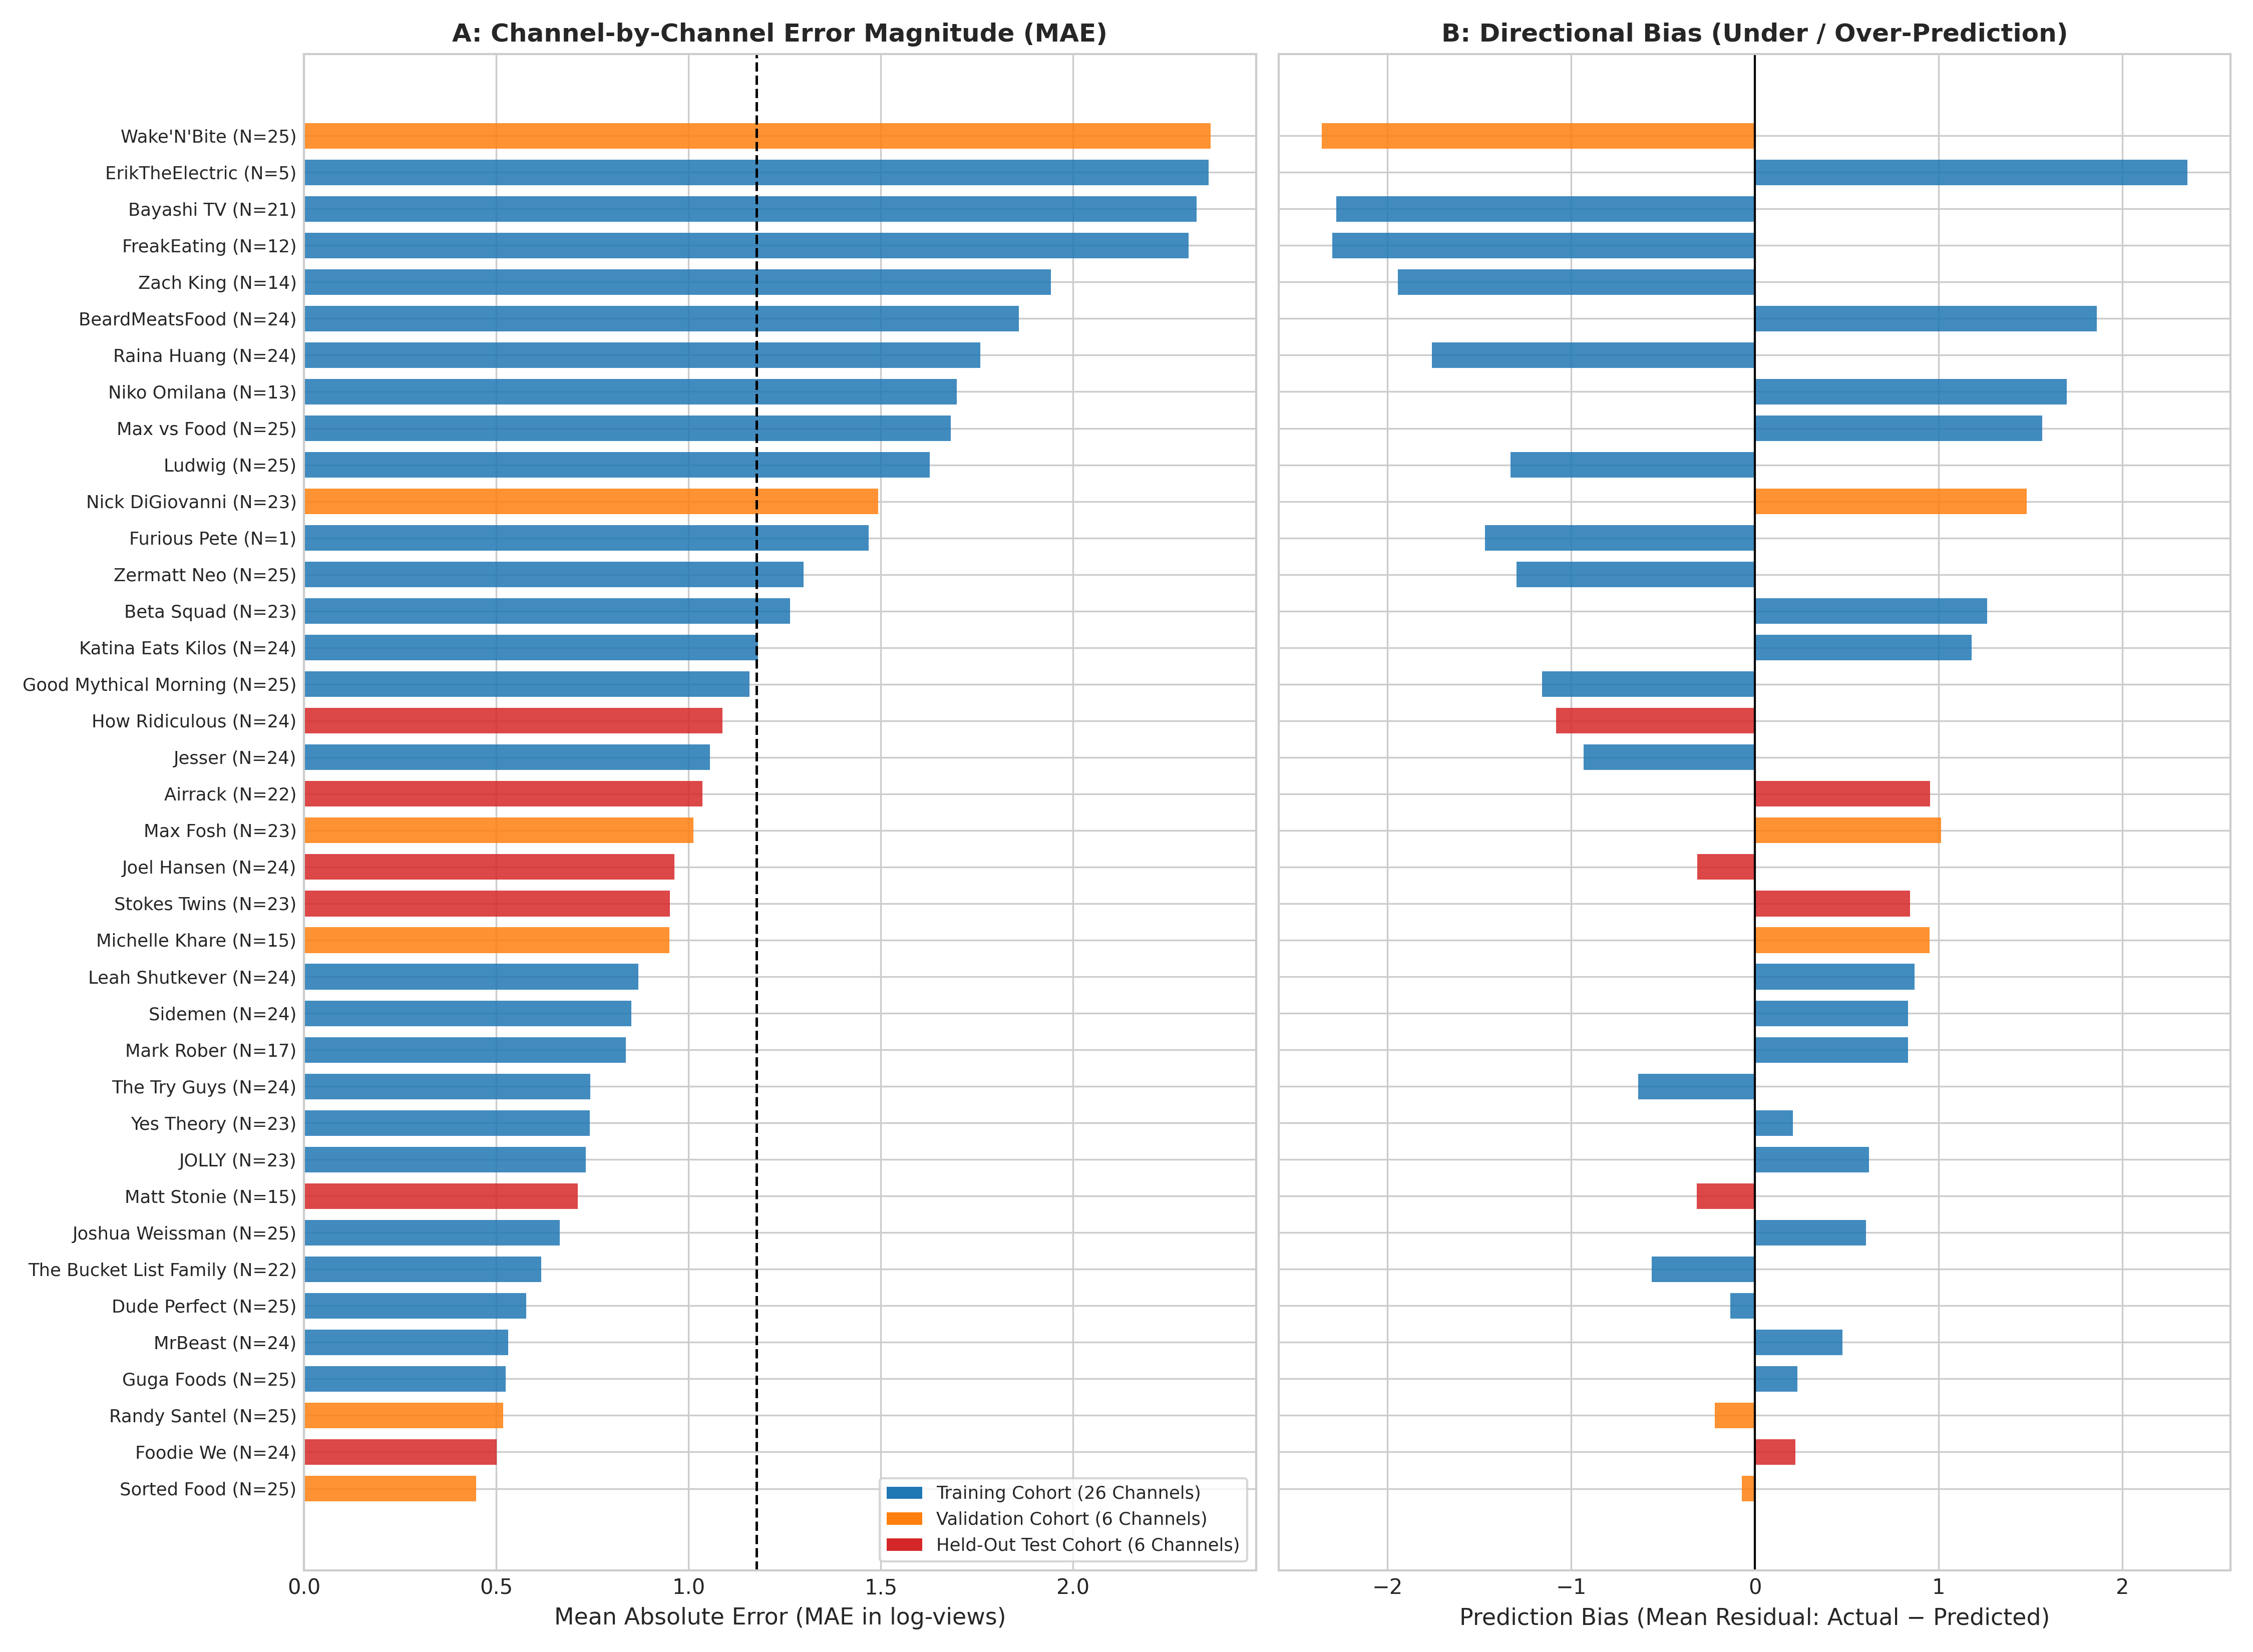 A: Channel-by-Channel Error Magnitude (MAE)
B: Directional Bias (Under / Over-Prediction)
Wake'N'Bite (N=25)
ErikTheElectric (N=5)
Bayashi TV (N=21)
FreakEating (N=12)
Zach King (N=14)
BeardMeatsFood (N=24)
Raina Huang (N=24)
Niko Omilana (N=13)
Max vs Food (N=25)
Ludwig (N=25)
Nick DiGiovanni (N=23)
Furious Pete (N=1)
Zermatt Neo (N=25)
Beta Squad (N=23)
Katina Eats Kilos (N=24)
Good Mythical Morning (N=25)
How Ridiculous (N=24)
Jesser (N=24)
Airrack (N=22)
Max Fosh (N=23)
Joel Hansen (N=24)
Stokes Twins (N=23)
Michelle Khare (N=15)
Leah Shutkever (N=24)
Sidemen (N=24)
Mark Rober (N=17)
The Try Guys (N=24)
Yes Theory (N=23)
JOLLY (N=23)
Matt Stonie (N=15)
Joshua Weissman (N=25)
The Bucket List Family (N=22)
Dude Perfect (N=25)
MrBeast (N=24)
Guga Foods (N=25)
Randy Santel (N=25)
Foodie We (N=24)
Sorted Food (N=25)
Training Cohort (26 Channels)
Validation Cohort (6 Channels)
Held-Out Test Cohort (6 Channels)
0.0 0.5 1.0 1.5 2.0
−2 −1 0 1 2
Mean Absolute Error (MAE in log-views)
Prediction Bias (Mean Residual: Actual − Predicted)